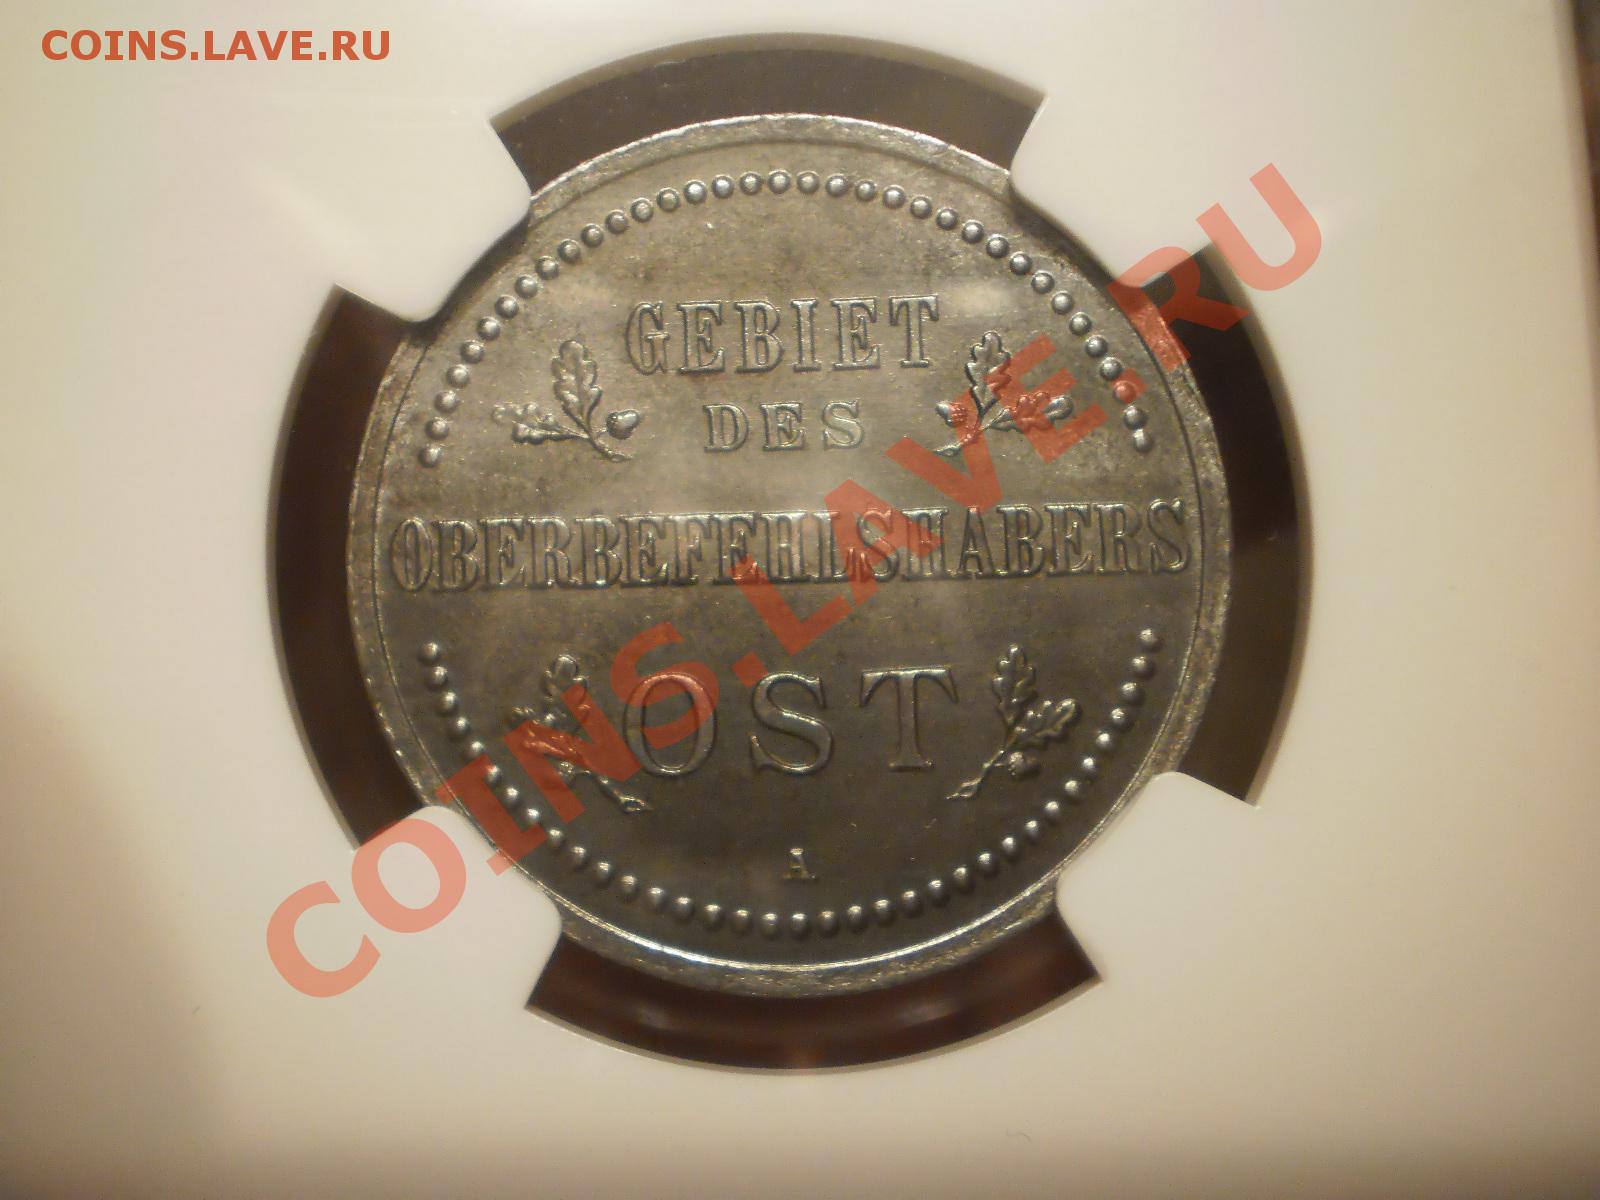 COINS.LAVE.RU
GEBIET
DES
OBERBEFEHLSHABERS
OST
A
COINS.LAVE.RU